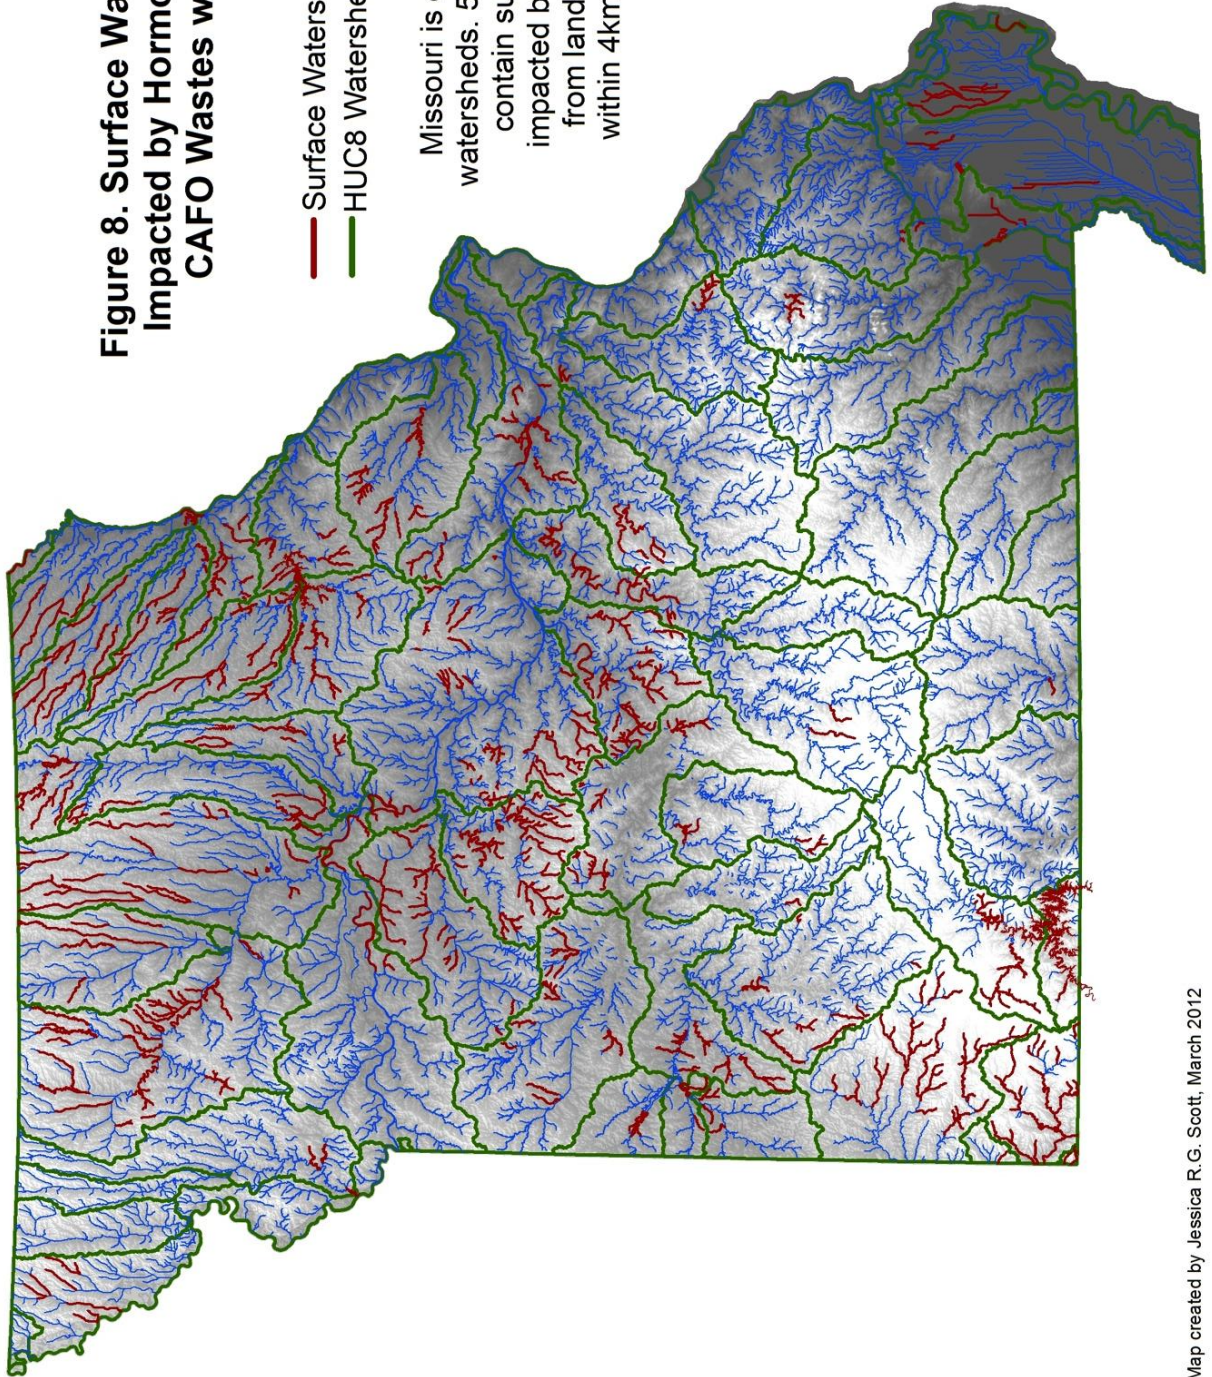 Figure 8. Surface Wa
Impacted by Hormo
CAFO Wastes w
Surface Waters
HUC8 Watershe
Missouri is
watersheds. 5
contain su
impacted b
from land
within 4km
Map created by Jessica R.G. Scott, March 2012